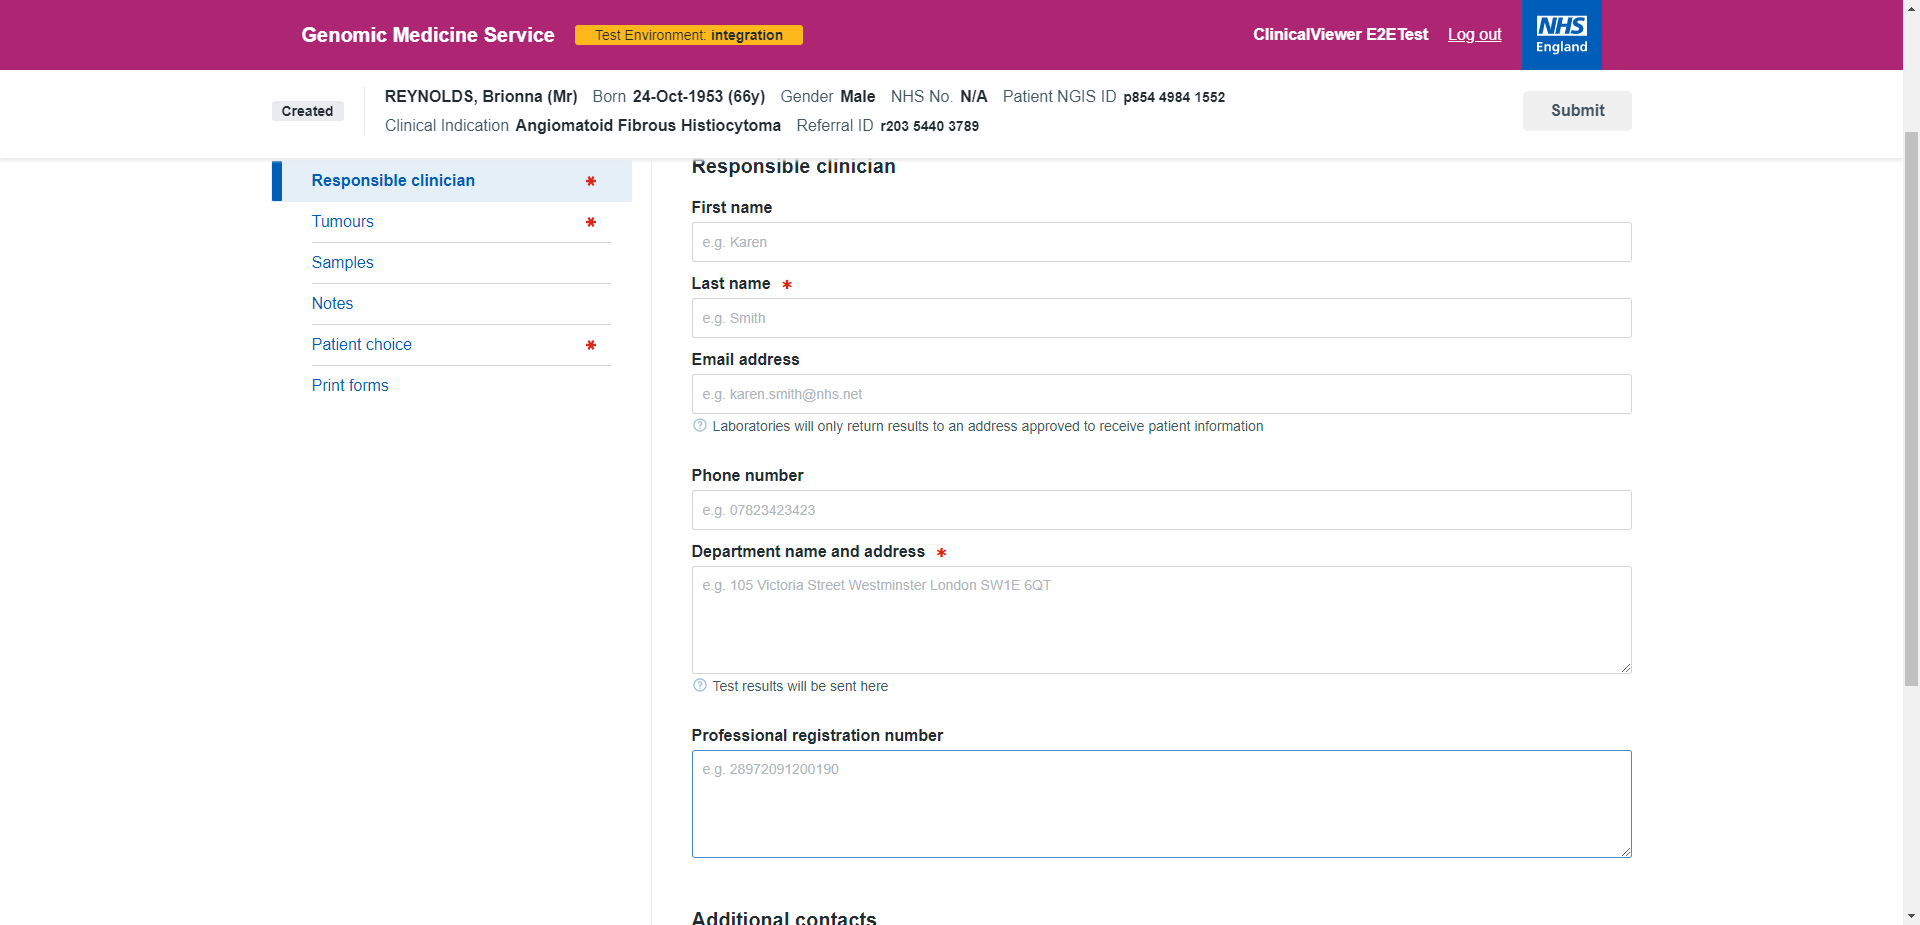 Genomic Medicine Service
Test Environment: integration
ClinicalViewer E2ETest
Log out
NHS
England
Created
REYNOLDS, Brionna (Mr) Born 24-Oct-1953 (66y) Gender Male NHS No. N/A Patient NGIS ID p854 4984 1552
Clinical Indication Angiomatoid Fibrous Histiocytoma Referral ID r203 5440 3789
Submit
Responsible clinician *
Tumours *
Samples
Notes
Patient choice *
Print forms
Responsible clinician
First name
e.g. Karen
Last name *
e.g. Smith
Email address
e.g. karen.smith@nhs.net
Laboratories will only return results to an address approved to receive patient information
Phone number
e.g. 07823423423
Department name and address *
e.g. 105 Victoria Street Westminster London SW1E 6QT
Test results will be sent here
Professional registration number
e.g. 28972091200190
Additional contacts